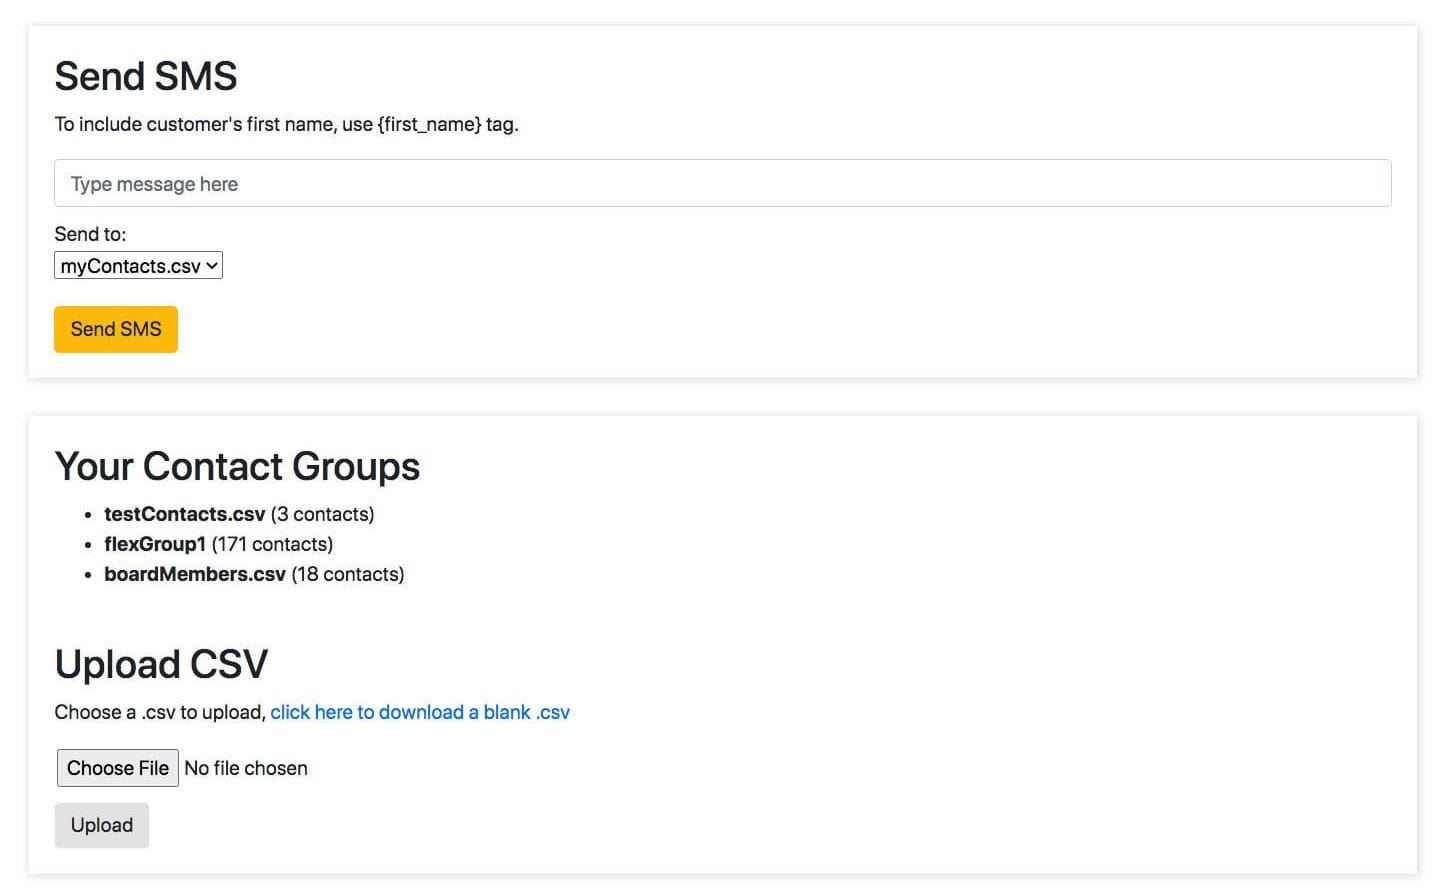 Send SMS
To include customer's first name, use {first_name} tag.
Type message here
Send to:
myContacts.csv
Send SMS
Your Contact Groups
• testContacts.csv (3 contacts)
• flexGroup1 (171 contacts)
• boardMembers.csv (18 contacts)
Upload CSV
Choose a .csv to upload, click here to download a blank .csv
Choose File No file chosen
Upload